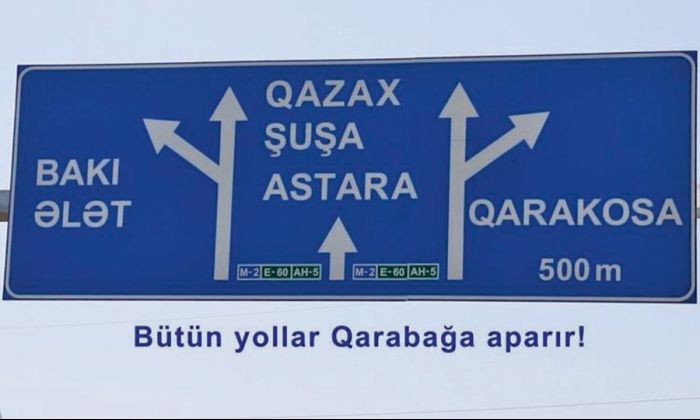 QAZAX
ŞUŞA
ASTARA
BAKI
ƏLƏT
QARAKOSA
500 m
M-2 E-60 AH-5
M-2 E-60 AH-5
Bütün yollar Qarabağa aparır!